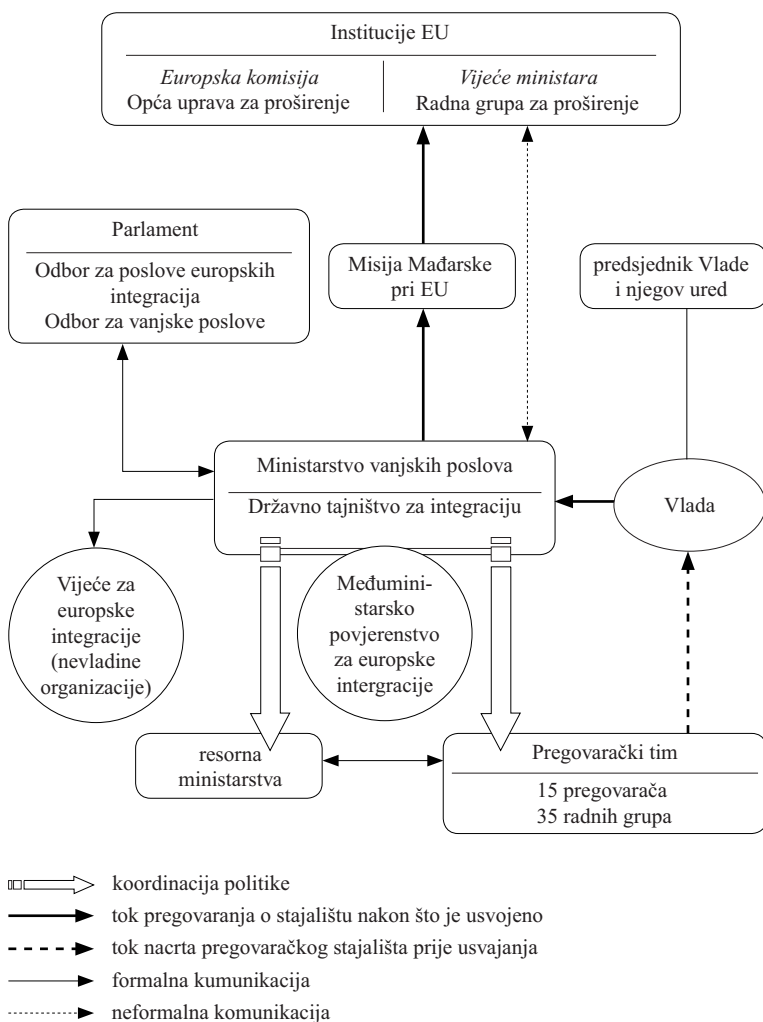 Institucije EU
Europska komisija
Opća uprava za proširenje
Vijeće ministara
Radna grupa za proširenje
Parlament
Odbor za poslove europskih
integracija
Odbor za vanjske poslove
Misija Mađarske
pri EU
predsjednik Vlade
i njegov ured
Ministarstvo vanjskih poslova
Državno tajništvo za integraciju
Vlada
Vijeće za
europske
integracije
(nevladine
organizacije)
Međumini-
starsko
povjerenstvo
za europske
intergracije
resorna
ministarstva
Pregovarački tim
15 pregovarača
35 radnih grupa
koordinacija politike
tok pregovaranja o stajalištu nakon što je usvojeno
tok nacrta pregovaračkog stajališta prije usvajanja
formalna kumunikacija
neformalna komunikacija